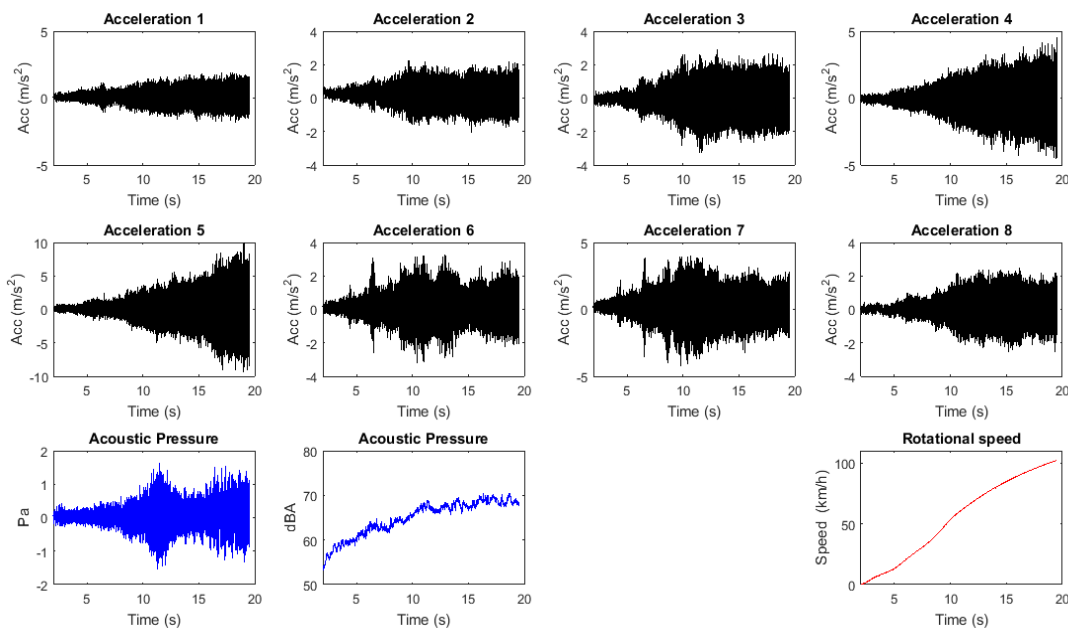 Acceleration 1
5
0
-5
Acc (m/s²)
5 10 15 20
Time (s)
Acceleration 2
4
2
0
-2
-4
Acc (m/s²)
5 10 15 20
Time (s)
Acceleration 3
4
2
0
-2
-4
Acc (m/s²)
5 10 15 20
Time (s)
Acceleration 4
5
0
-5
Acc (m/s²)
5 10 15 20
Time (s)
Acceleration 5
10
5
0
-5
-10
Acc (m/s²)
5 10 15 20
Time (s)
Acceleration 6
4
2
0
-2
-4
Acc (m/s²)
5 10 15 20
Time (s)
Acceleration 7
5
0
-5
Acc (m/s²)
5 10 15 20
Time (s)
Acceleration 8
4
2
0
-2
-4
Acc (m/s²)
5 10 15 20
Time (s)
Acoustic Pressure
2
1
0
-1
-2
Pa
5 10 15 20
Time (s)
Acoustic Pressure
80
70
60
50
dBA
5 10 15 20
Time (s)
Rotational speed
100
50
0
Speed (km/h)
5 10 15 20
Time (s)